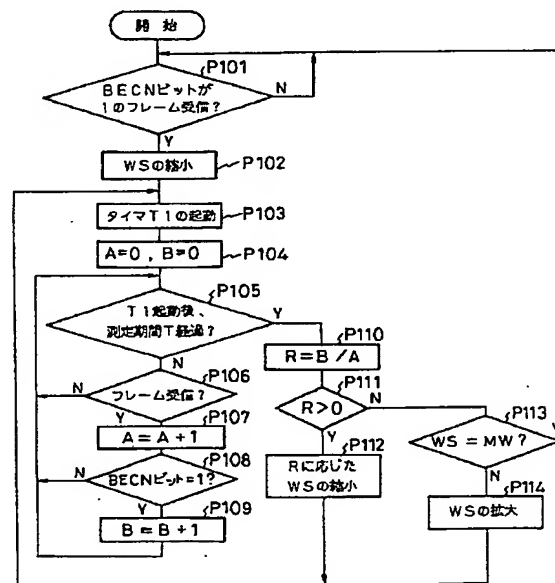 開始
P101
BECNビットが
1のフレーム受信？
N
Y
WSの縮小
P102
タイマT1の起動
P103
A=0，B=0
P104
P105
T1起動後、
測定期間T経過？
Y
N
P106
フレーム受信？
N
Y
P107
A=A+1
P108
BECNビット=1？
N
Y
P109
B=B+1
P110
R=B/A
P111
R>0
N
Y
P112
Rに応じた
WSの縮小
P113
WS=MW？
Y
N
P114
WSの拡大